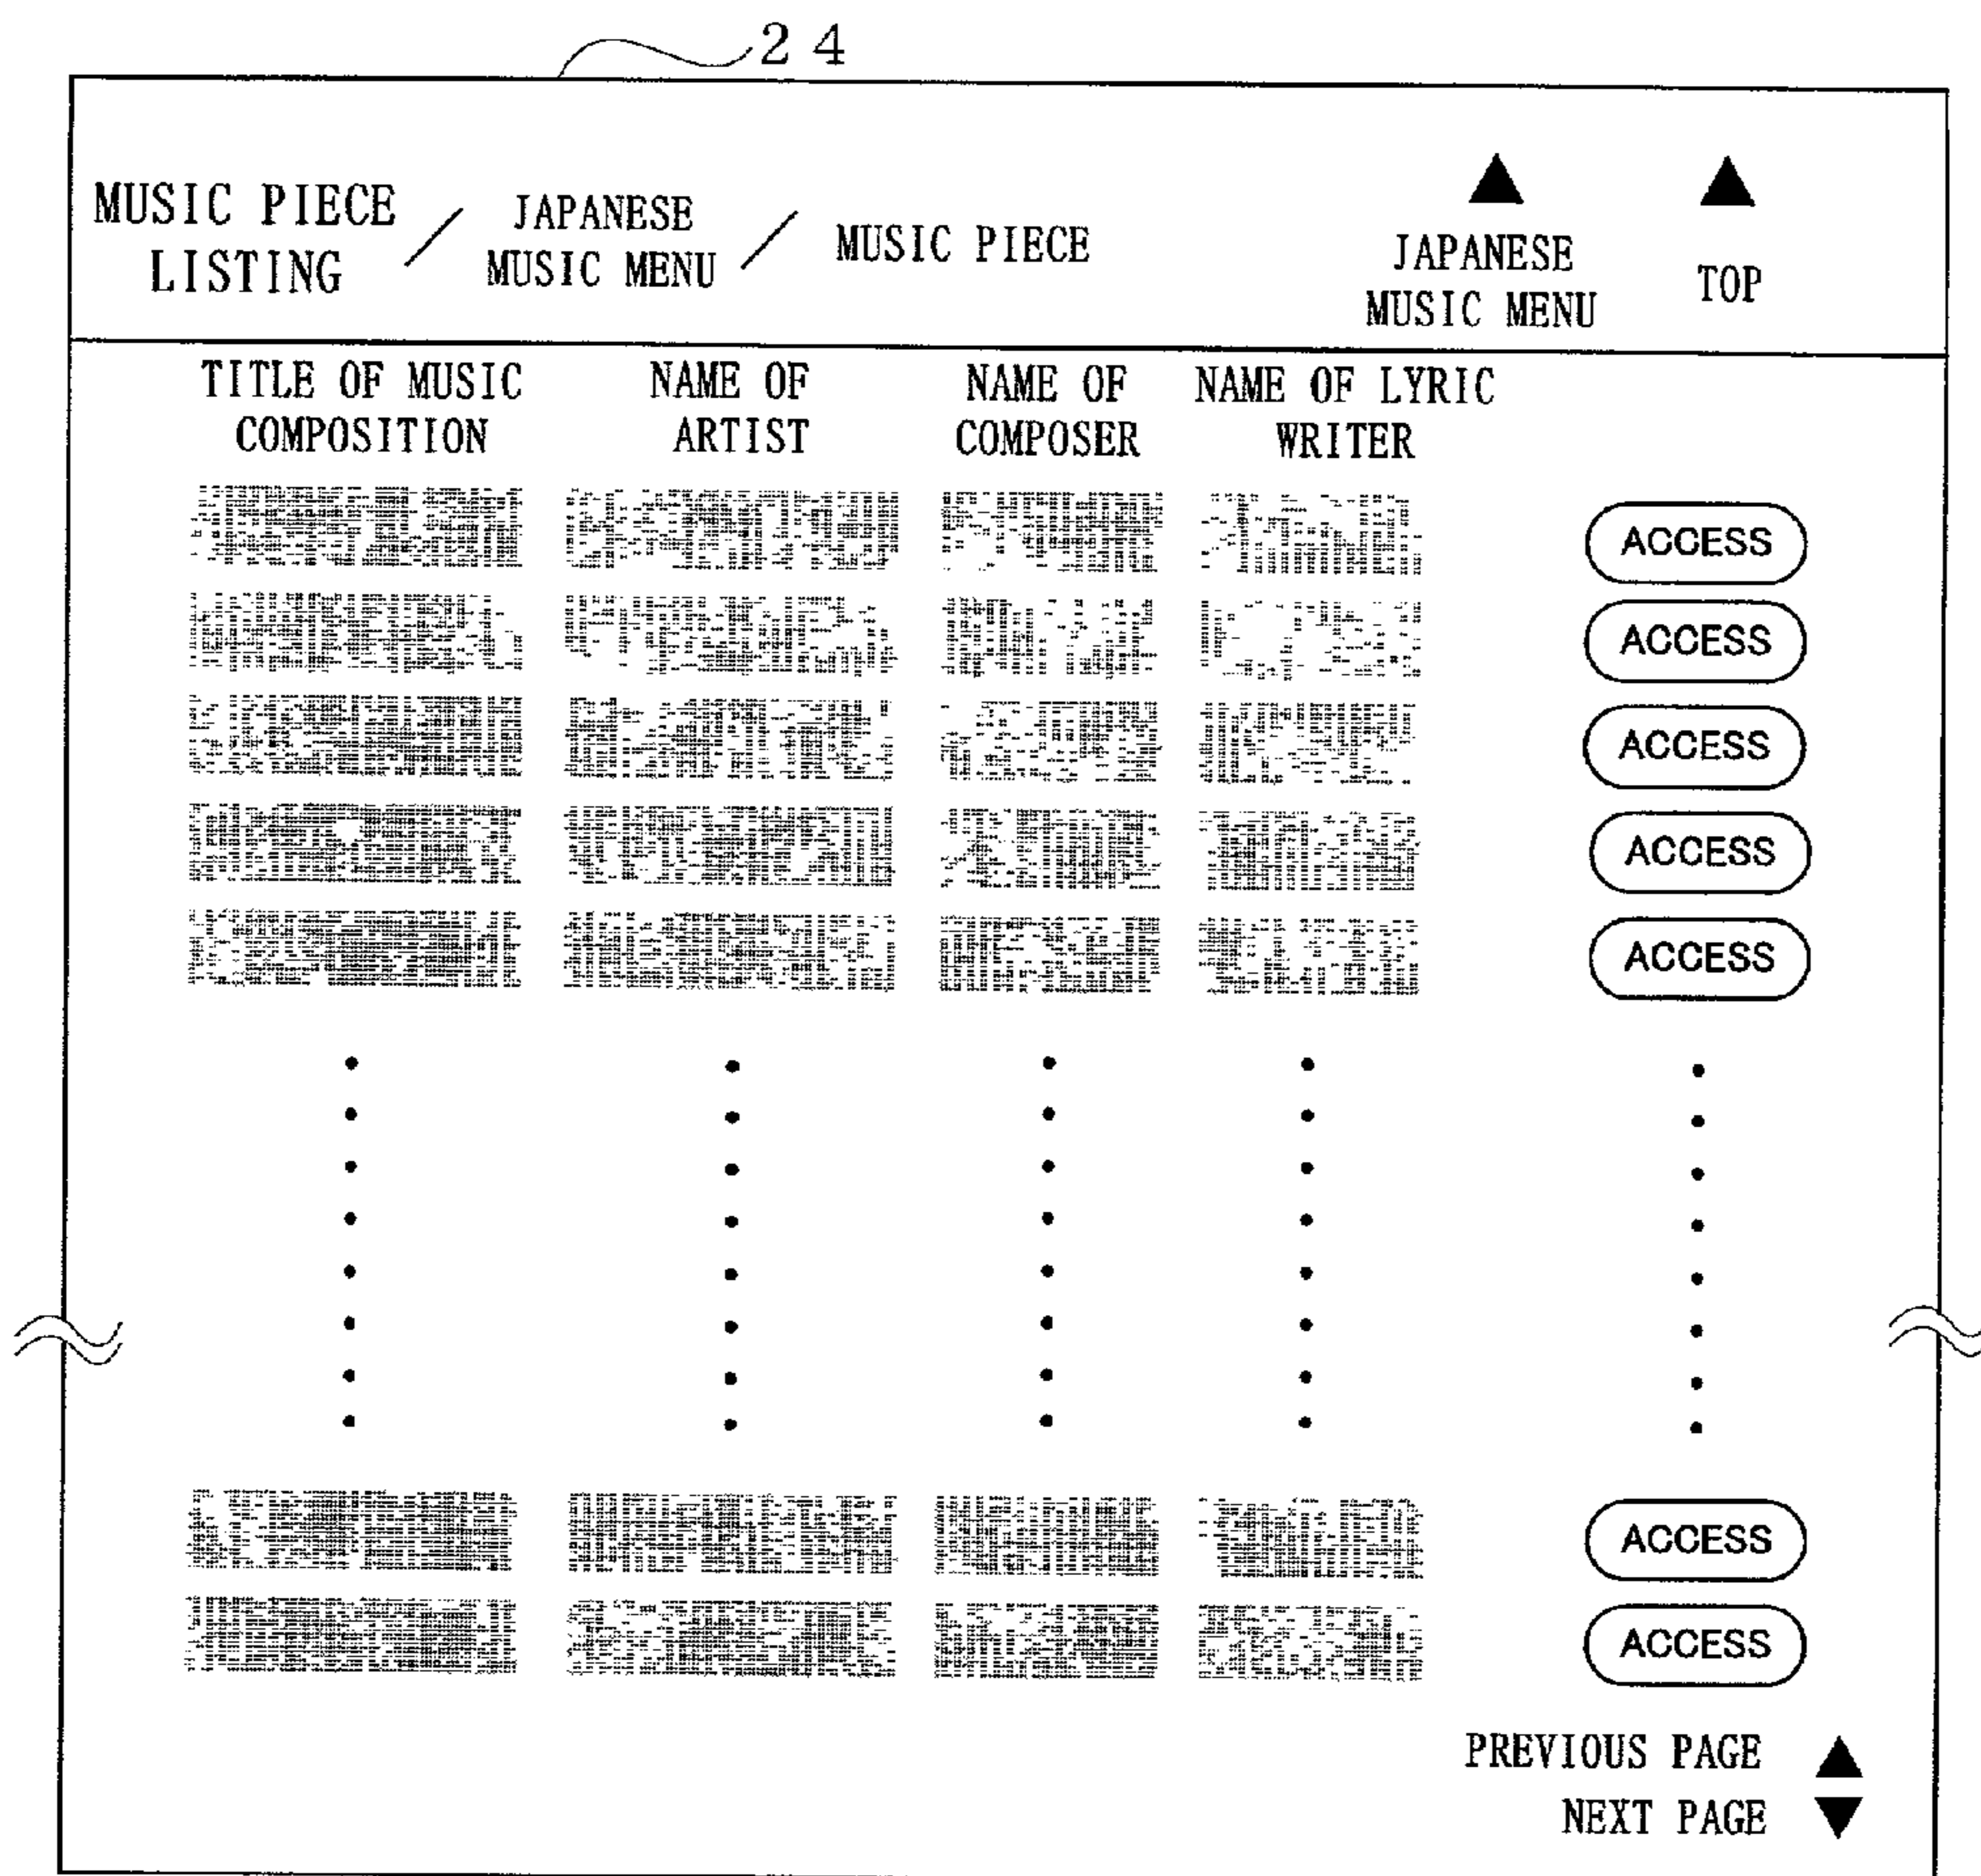 24
MUSIC PIECE LISTING / JAPANESE MUSIC MENU / MUSIC PIECE
▲ JAPANESE MUSIC MENU
▲ TOP
TITLE OF MUSIC COMPOSITION
NAME OF ARTIST
NAME OF COMPOSER
NAME OF LYRIC WRITER
ACCESS
ACCESS
ACCESS
ACCESS
ACCESS
ACCESS
ACCESS
PREVIOUS PAGE ▲
NEXT PAGE ▼